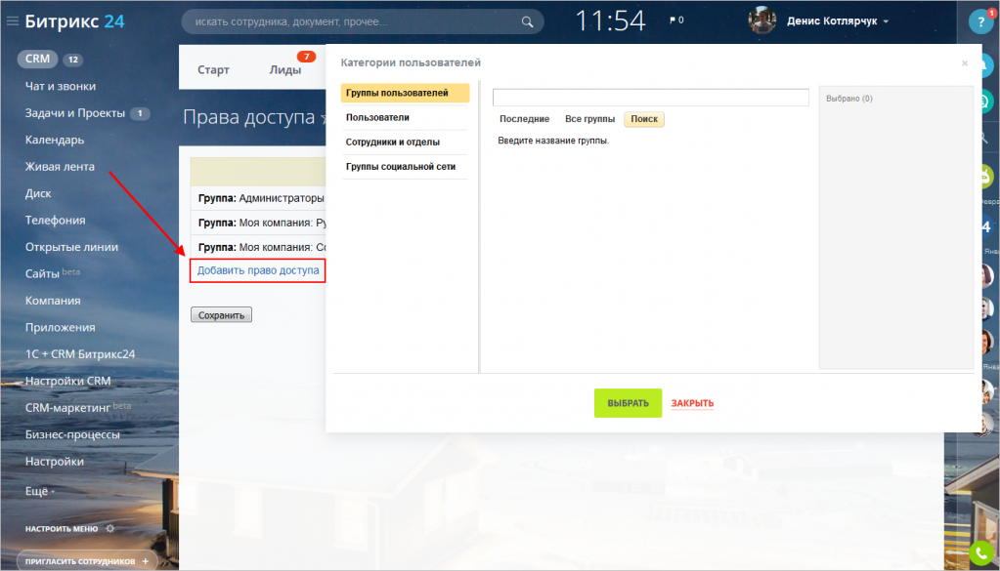 Битрикс 24
искать сотрудника, документ, прочее...
11:54
0
Денис Котлярчук
?
1
CRM 12
Чат и звонки
Задачи и Проекты 1
Календарь
Живая лента
Диск
Телефония
Открытые линии
Сайты beta
Компания
Приложения
1С + CRM Битрикс24
Настройки CRM
CRM-маркетинг beta
Бизнес-процессы
Настройки
Ещё
НАСТРОИТЬ МЕНЮ
ПРИГЛАСИТЬ СОТРУДНИКОВ +
Старт
Лиды
7
Права доступа
Группа: Администраторы
Группа: Моя компания: Ру
Группа: Моя компания: Со
Добавить право доступа
Сохранить
Категории пользователей
×
Группы пользователей
Пользователи
Сотрудники и отделы
Группы социальной сети
Последние
Все группы
Поиск
Введите название группы.
Выбрано (0)
ВЫБРАТЬ
ЗАКРЫТЬ